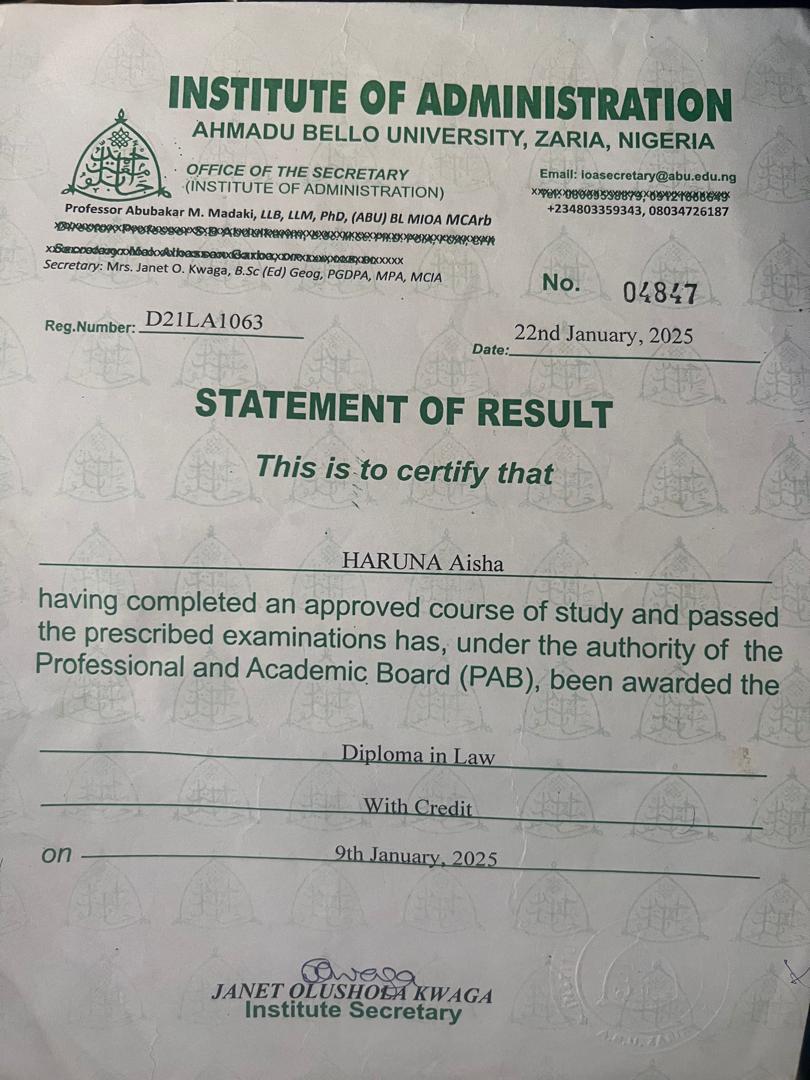 INSTITUTE OF ADMINISTRATION
AHMADU BELLO UNIVERSITY, ZARIA, NIGERIA
OFFICE OF THE SECRETARY
(INSTITUTE OF ADMINISTRATION)
Email: ioasecretary@abu.edu.ng
+234803359343, 08034726187
Professor Abubakar M. Madaki, LLB, LLM, PhD, (ABU) BL MIOA MCArb
Secretary: Mrs. Janet O. Kwaga, B.Sc (Ed) Geog, PGDPA, MPA, MCIA
No. 04847
Reg.Number: D21LA1063
Date: 22nd January, 2025
STATEMENT OF RESULT
This is to certify that
HARUNA Aisha
having completed an approved course of study and passed
the prescribed examinations has, under the authority of the
Professional and Academic Board (PAB), been awarded the
Diploma in Law
With Credit
on 9th January, 2025
JANET OLUSHOLA KWAGA
Institute Secretary